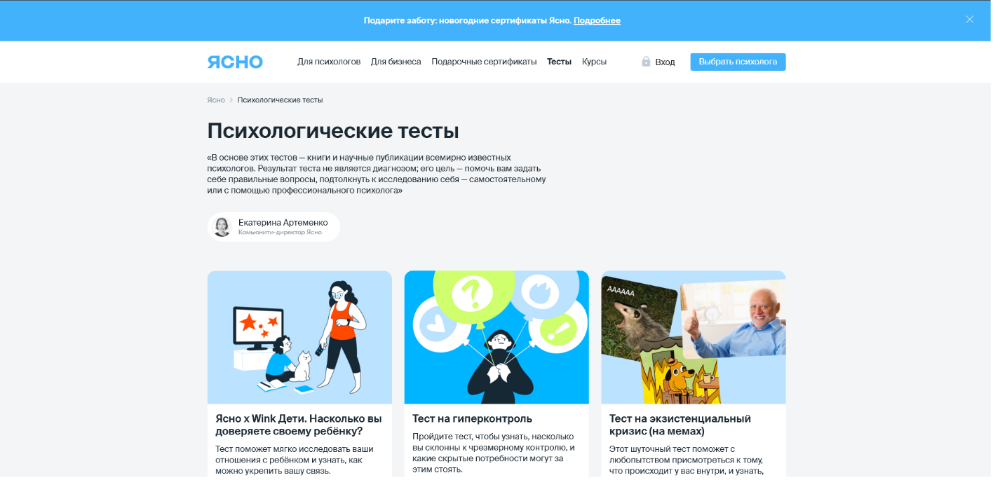 Подарите заботу: новогодние сертификаты Ясно. Подробнее
ЯСНО
Для психологов Для бизнеса Подарочные сертификаты Тесты Курсы
Вход
Выбрать психолога
Ясно > Психологические тесты
Психологические тесты
«В основе этих тестов — книги и научные публикации всемирно известных
психологов. Результат теста не является диагнозом; его цель — помочь вам задать
себе правильные вопросы, подтолкнуть к исследованию себя — самостоятельному
или с помощью профессионального психолога»
Екатерина Артеменко
Комьюнити-директор Ясно
Ясно x Wink Дети. Насколько вы
доверяете своему ребёнку?
Тест поможет мягко исследовать ваши
отношения с ребёнком и узнать, как
можно укрепить вашу связь.
?
!
Тест на гиперконтроль
Пройдите тест, чтобы узнать, насколько
вы склонны к чрезмерному контролю, и
какие скрытые потребности могут за
этим стоять.
АААААА
Тест на экзистенциальный
кризис (на мемах)
Этот шуточный тест поможет с
любопытством присмотреться к тому,
что происходит у вас внутри, и узнать,